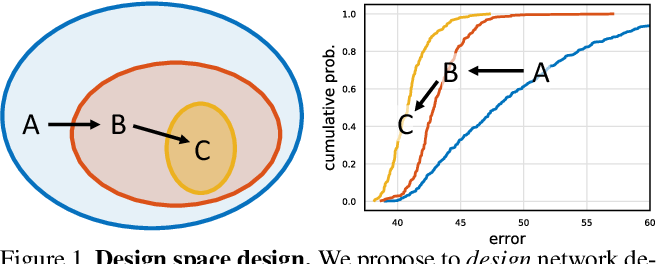 A
B
C
cumulative prob.
1.0
0.8
0.6
0.4
0.2
0.0
A
B
C
40
45
50
55
60
error
Figure 1. Design space design. We propose to design network de-